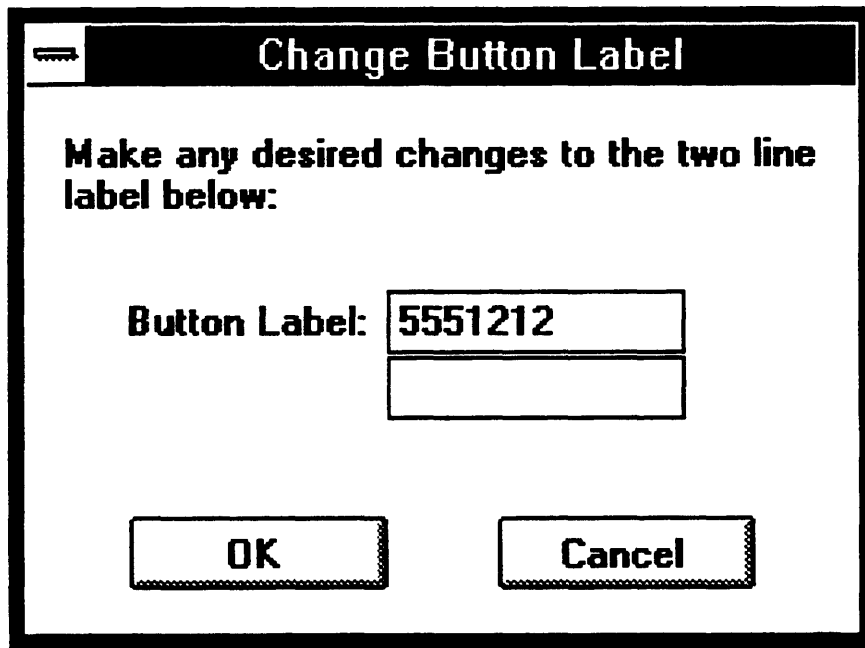 Change Button Label
Make any desired changes to the two line
label below:
Button Label: 5551212
OK Cancel